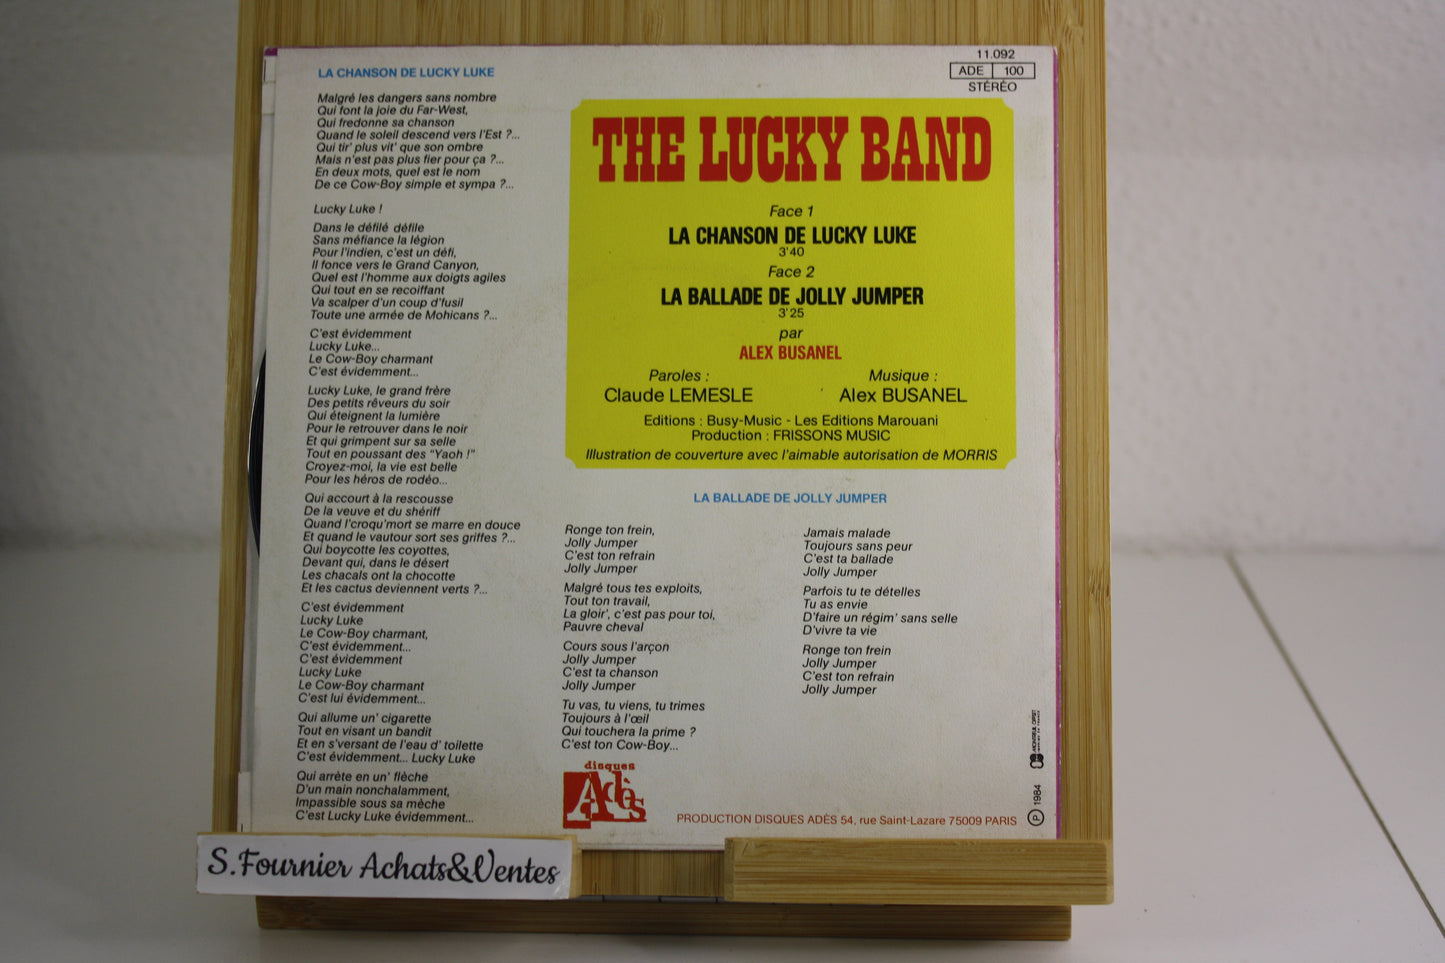 11.092
ADE 100
STÉRÉO
LA CHANSON DE LUCKY LUKE
Malgré les dangers sans nombre
Qui font la joie du Far-West,
Qui fredonne sa chanson
Quand le soleil descend vers l'Est ?...
Qui tir' plus vit' que son ombre
Mais n'est pas plus fier pour ça ?...
En deux mots, quel est le nom
De ce Cow-Boy simple et sympa ?...
Lucky Luke !
Dans le défilé défile
Sans méfiance la légion
Pour l'indien, c'est un défi,
Il fonce vers le Grand Canyon,
Quel est l'homme aux doigts agiles
Qui tout en se recoiffant
Va scalper d'un coup d'fusil
Toute une armée de Mohicans ?...
C'est évidemment
Lucky Luke...
Le Cow-Boy charmant
C'est évidemment...
Lucky Luke, le grand frère
Des petits rêveurs du soir
Qui éteignent la lumière
Pour le retrouver dans le noir
Et qui grimpent sur sa selle
Tout en poussant des "Yaoh !"
Croyez-moi, la vie est belle
Pour les héros de rodéo...
Qui accourt à la rescousse
De la veuve et du shériff
Quand l'croqu'mort se marre en douce
Et quand le vautour sort ses griffes ?...
Qui boycotte les coyottes,
Devant qui, dans le désert
Les chacals ont la chocotte
Et les cactus deviennent verts ?...
C'est évidemment
Lucky Luke
Le Cow-Boy charmant,
C'est évidemment...
C'est évidemment
Lucky Luke
Le Cow-Boy charmant
C'est lui évidemment...
Qui allume un' cigarette
Tout en visant un bandit
Et en s'versant de l'eau d' toilette
C'est évidemment... Lucky Luke
Qui arrête en un' flèche
D'un main nonchalamment,
Impassible sous sa mèche
C'est Lucky Luke évidemment...
THE LUCKY BAND
Face 1
LA CHANSON DE LUCKY LUKE
3'40
Face 2
LA BALLADE DE JOLLY JUMPER
3'25
par
ALEX BUSANEL
Paroles : Musique :
Claude LEMESLE Alex BUSANEL
Editions : Busy-Music - Les Editions Marouani
Production : FRISSONS MUSIC
Illustration de couverture avec l'aimable autorisation de MORRIS
LA BALLADE DE JOLLY JUMPER
Ronge ton frein,
Jolly Jumper
C'est ton refrain
Jolly Jumper
Malgré tous tes exploits,
Tout ton travail,
La gloir', c'est pas pour toi,
Pauvre cheval
Cours sous l'arçon
Jolly Jumper
C'est ta chanson
Jolly Jumper
Tu vas, tu viens, tu trimes
Toujours à l'œil
Qui touchera la prime ?
C'est ton Cow-Boy...
Jamais malade
Toujours sans peur
C'est ta ballade
Jolly Jumper
Parfois tu te dételles
Tu as envie
D'faire un régim' sans selle
D'vivre ta vie
Ronge ton frein
Jolly Jumper
C'est ton refrain
Jolly Jumper
disques
Adès
PRODUCTION DISQUES ADÈS 54, rue Saint-Lazare 75009 PARIS
Ⓟ 1984
S.Fournier Achats&Ventes